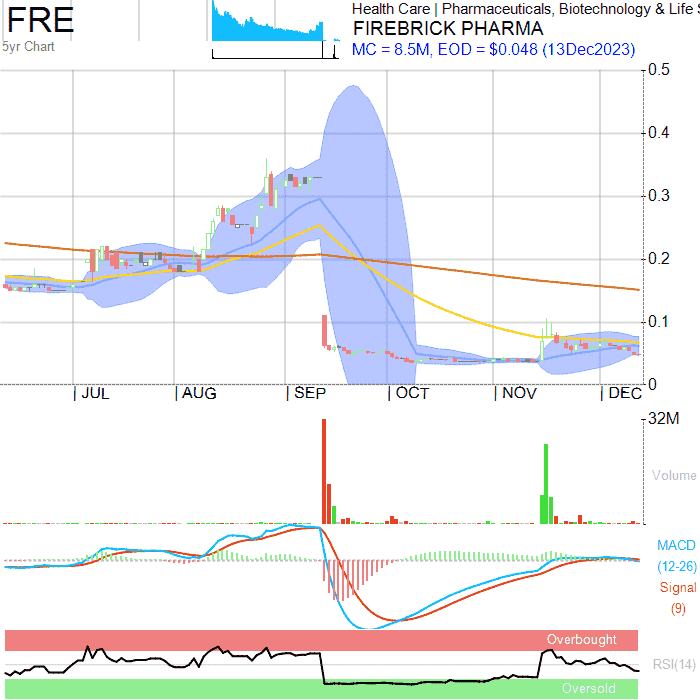 FRE
5yr Chart
Health Care | Pharmaceuticals, Biotechnology & Life S
FIREBRICK PHARMA
MC = 8.5M, EOD = $0.048 (13Dec2023)
0.5
0.4
0.3
0.2
0.1
0
JUL
AUG
SEP
OCT
NOV
DEC
32M
Volume
MACD
(12-26)
Signal
(9)
Overbought
RSI(14)
Oversold